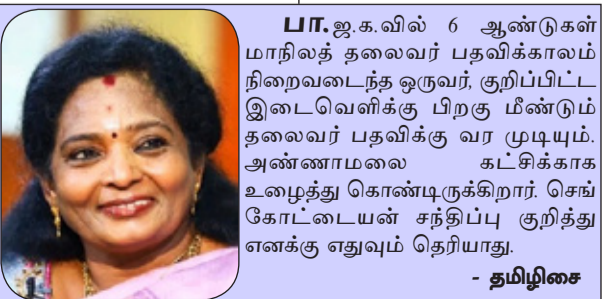 பா.ஜ.க.வில் 6 ஆண்டுகள்
மாநிலத் தலைவர் பதவிக்காலம்
நிறைவடைந்த ஒருவர், குறிப்பிட்ட
இடைவெளிக்கு பிறகு மீண்டும்
தலைவர் பதவிக்கு வர முடியும்.
அண்ணாமலை கட்சிக்காக
உழைத்து கொண்டிருக்கிறார். செங்
கோட்டையன் சந்திப்பு குறித்து
எனக்கு எதுவும் தெரியாது.
- தமிழிசை